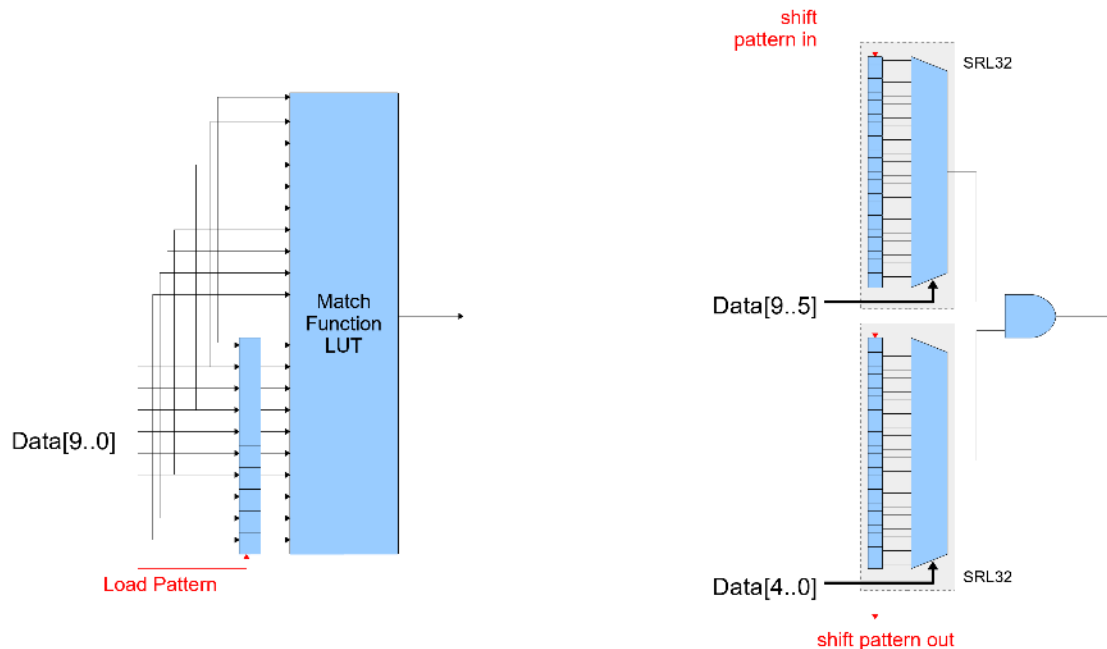 shift
pattern in
SRL32
Match
Function
LUT
Data[9..5]
Data[9..0]
Load Pattern
Data[4..0]
SRL32
shift pattern out